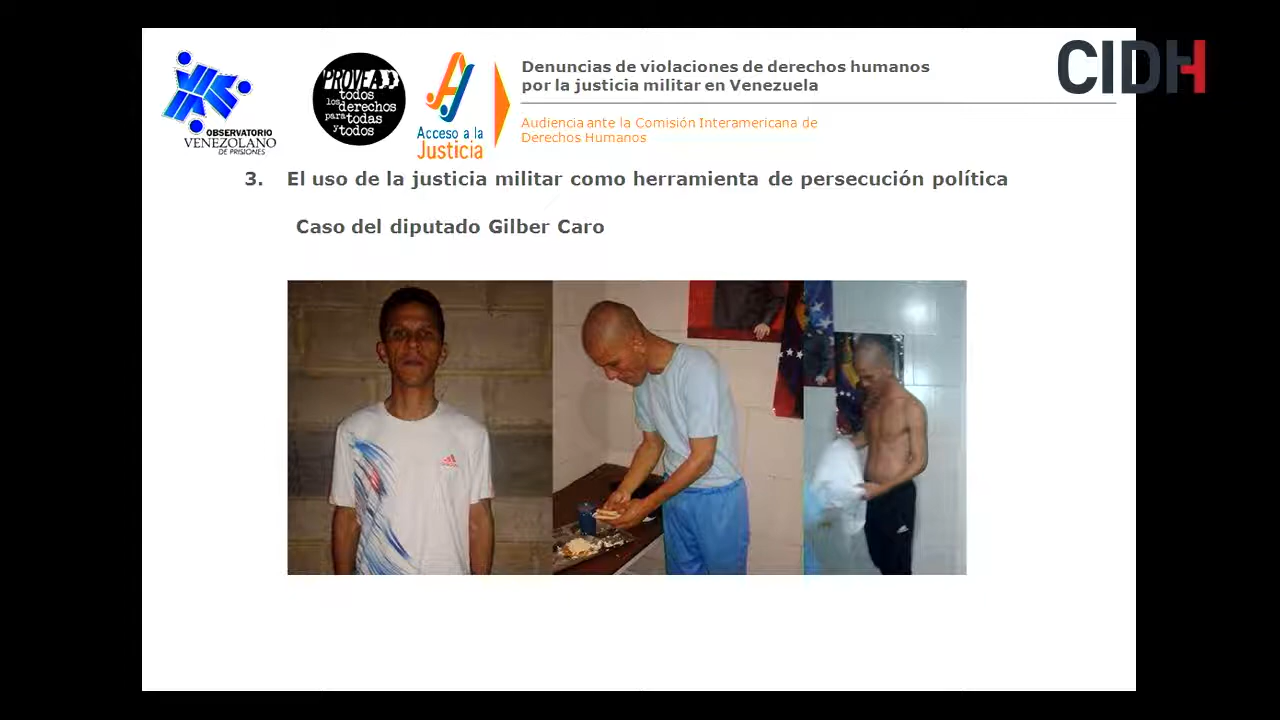 CIDH
OBSERVATORIO
VENEZOLANO
DE PRISIONES
PROVEA
todos
los derechos
para todas
y todos
Acceso a la
Justicia
Denuncias de violaciones de derechos humanos
por la justicia militar en Venezuela
Audiencia ante la Comisión Interamericana de
Derechos Humanos
3. El uso de la justicia militar como herramienta de persecución política
Caso del diputado Gilber Caro